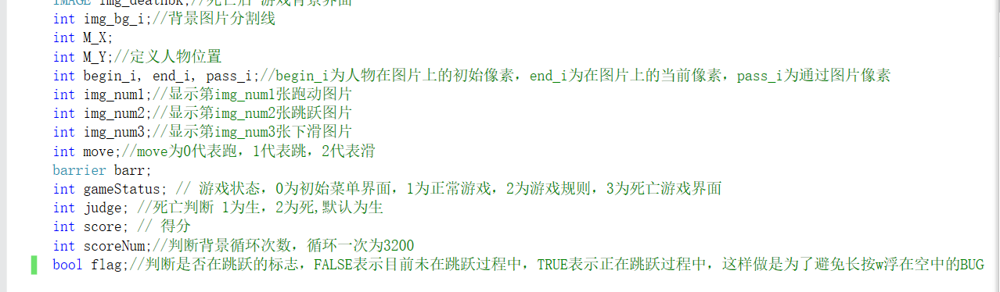 IMAGE img_deathbk;//死亡后 游戏背景界面
int img_bg_i;//背景图片分割线
int M_X;
int M_Y;//定义人物位置
int begin_i, end_i, pass_i;//begin_i为人物在图片上的初始像素，end_i为在图片上的当前像素，pass_i为通过图片像素
int img_num1;//显示第img_num1张跑动图片
int img_num2;//显示第img_num2张跳跃图片
int img_num3;//显示第img_num3张下滑图片
int move;//move为0代表跑，1代表跳，2代表滑
barrier barr;
int gameStatus; // 游戏状态，0为初始菜单界面，1为正常游戏，2为游戏规则，3为死亡游戏界面
int judge; //死亡判断 1为生，2为死,默认为生
int score; // 得分
int scoreNum;//判断背景循环次数，循环一次为3200
bool flag;//判断是否在跳跃的标志，FALSE表示目前未在跳跃过程中，TRUE表示正在跳跃过程中，这样做是为了避免长按w浮在空中的BUG